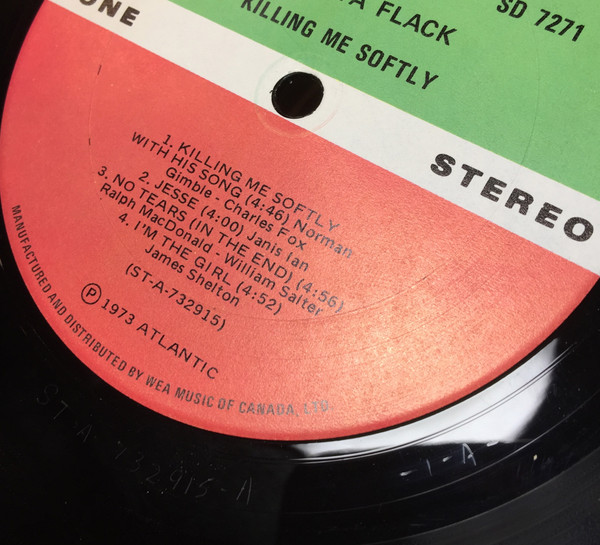 ONE
TA FLACK
SD 7271
KILLING ME SOFTLY
STEREO
1. KILLING ME SOFTLY
WITH HIS SONG (4:46) Norman
Gimble - Charles Fox
2. JESSE (4:00) Janis Ian
3. NO TEARS (IN THE END) (4:56)
Ralph MacDonald - William Salter
4. I'M THE GIRL (4:52)
James Shelton
(ST-A-732915)
Ⓟ 1973 ATLANTIC
MANUFACTURED AND DISTRIBUTED BY WEA MUSIC OF CANADA, LTD.
ST-A-732915-A
-1-A-